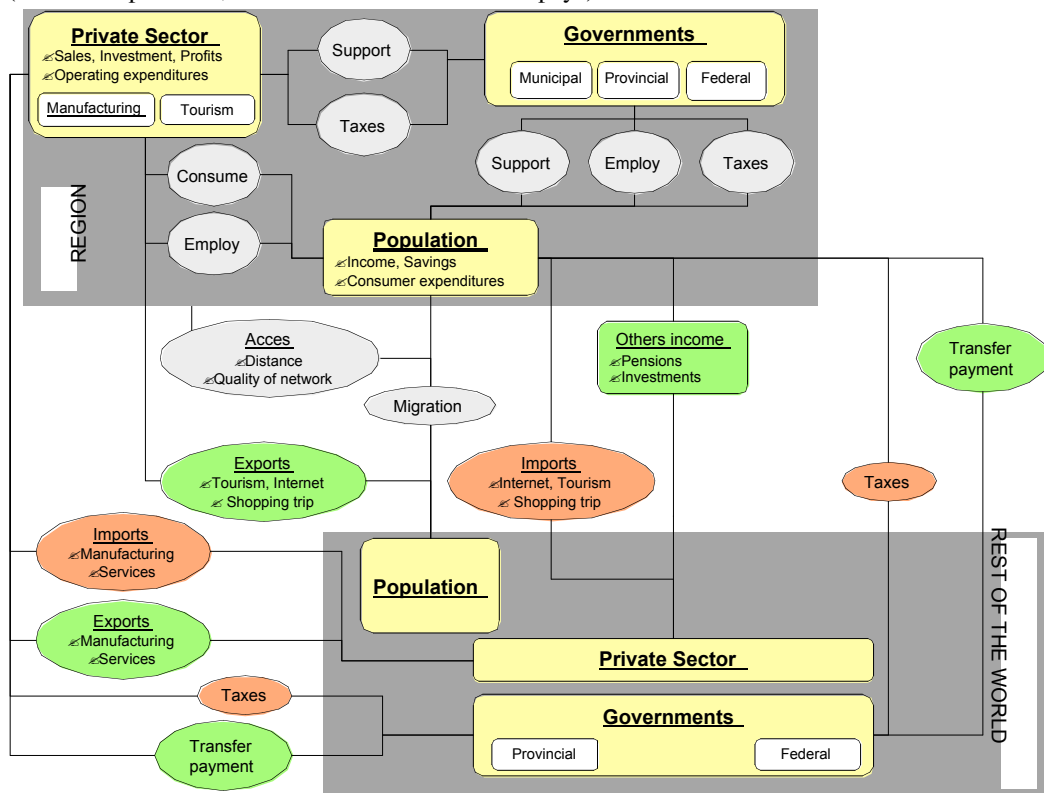 Private Sector
Sales, Investment, Profits
Operating expenditures
Manufacturing
Tourism
Support
Taxes
Governments
Municipal
Provincial
Federal
Support
Employ
Taxes
Consume
Employ
REGION
Population
Income, Savings
Consumer expenditures
Acces
Distance
Quality of network
Migration
Others income
Pensions
Investments
Transfer
payment
Exports
Tourism, Internet
Shopping trip
Imports
Internet, Tourism
Shopping trip
Taxes
Imports
Manufacturing
Services
Exports
Manufacturing
Services
Taxes
Transfer
payment
Population
Private Sector
Governments
Provincial
Federal
REST OF THE WORLD